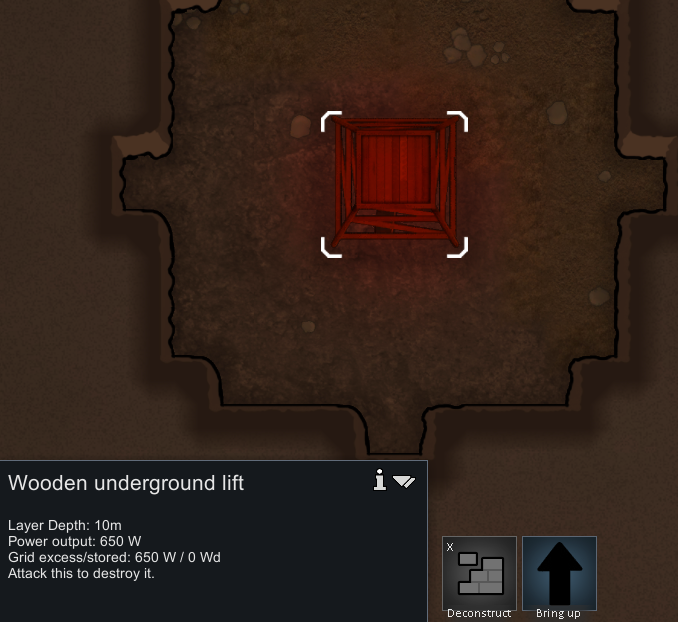 Wooden underground lift
Layer Depth: 10m
Power output: 650 W
Grid excess/stored: 650 W / 0 Wd
Attack this to destroy it.
X
Deconstruct
Bring up